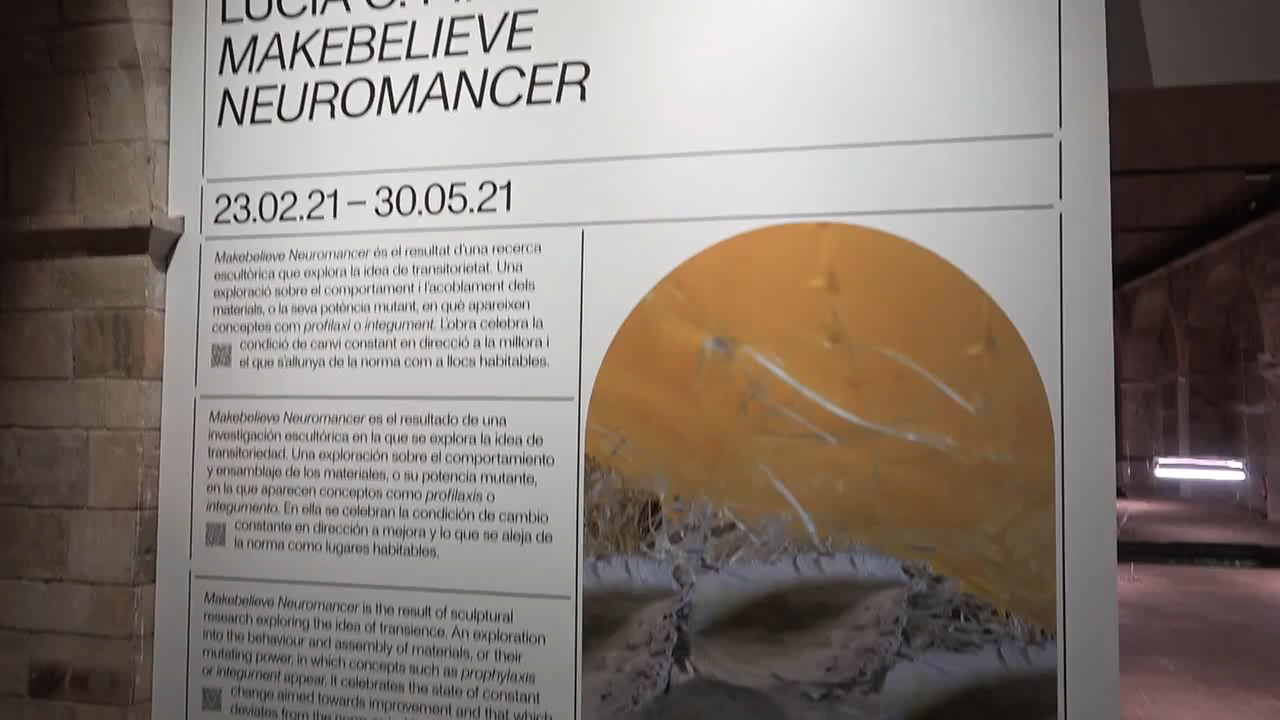 LUCÍA C.
MAKEBELIEVE
NEUROMANCER
23.02.21 – 30.05.21
Makebelieve Neuromancer és el resultat d'una recerca
escultòrica que explora la idea de transitorietat. Una
exploració sobre el comportament i l'acoblament dels
materials, o la seva potència mutant, en què apareixen
conceptes com profilaxi o integument. L'obra celebra la
condició de canvi constant en direcció a la millora i
el que s'allunya de la norma com a llocs habitables.
Makebelieve Neuromancer es el resultado de una
investigación escultórica en la que se explora la idea de
transitoriedad. Una exploración sobre el comportamiento
y ensamblaje de los materiales, o su potencia mutante,
en la que aparecen conceptos como profilaxis o
integumento. En ella se celebran la condición de cambio
constante en dirección a mejora y lo que se aleja de
la norma como lugares habitables.
Makebelieve Neuromancer is the result of sculptural
research exploring the idea of transience. An exploration
into the behaviour and assembly of materials, or their
mutating power, in which concepts such as prophylaxis
or integument appear. It celebrates the state of constant
change aimed towards improvement and that which
deviates from the norm